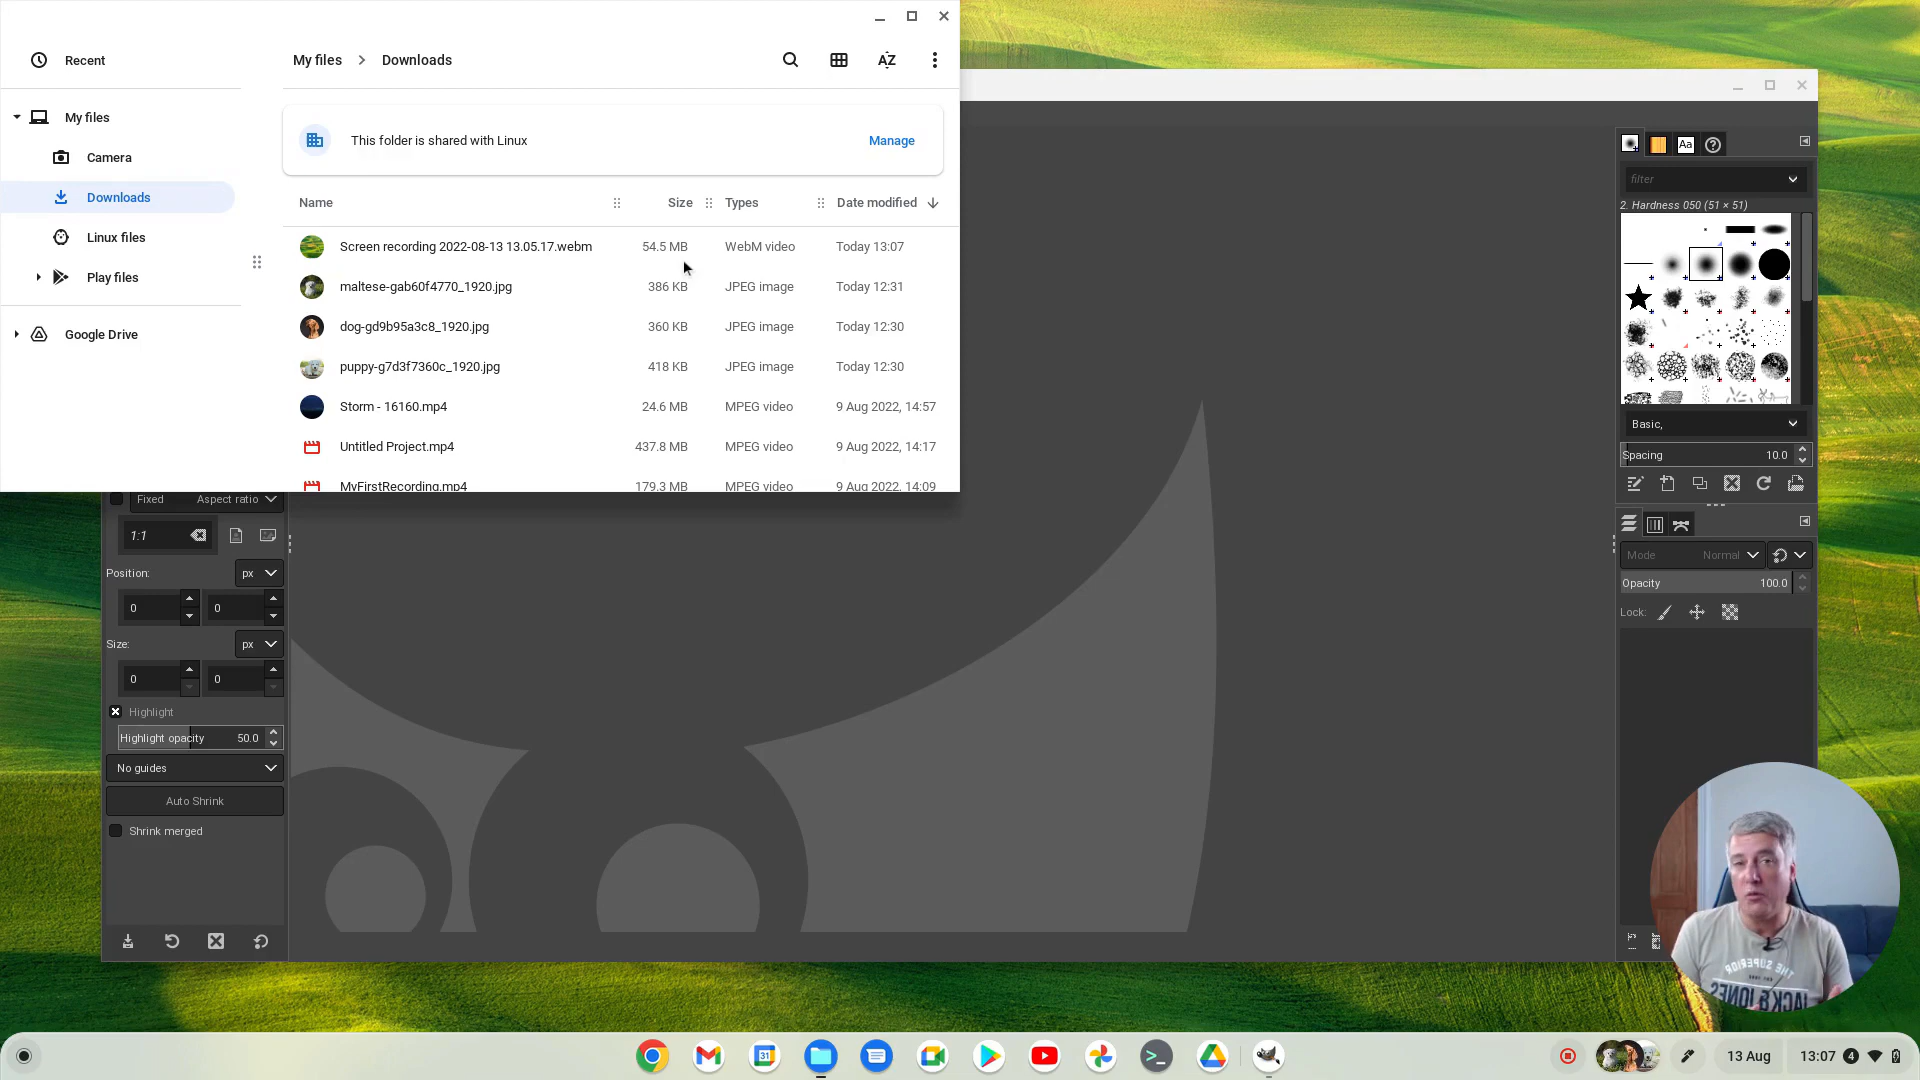 Recent
My files
Camera
Downloads
Linux files
Play files
Google Drive
My files > Downloads
AZ
This folder is shared with Linux
Manage
Name Size Types Date modified
Screen recording 2022-08-13 13.05.17.webm 54.5 MB WebM video Today 13:07
maltese-gab60f4770_1920.jpg 386 KB JPEG image Today 12:31
dog-gd9b95a3c8_1920.jpg 360 KB JPEG image Today 12:30
puppy-g7d3f7360c_1920.jpg 418 KB JPEG image Today 12:30
Storm - 16160.mp4 24.6 MB MPEG video 9 Aug 2022, 14:57
Untitled Project.mp4 437.8 MB MPEG video 9 Aug 2022, 14:17
MyFirstRecording.mp4 179.3 MB MPEG video 9 Aug 2022, 14:09
Fixed Aspect ratio
1:1
Position: px
0 0
Size: px
0 0
Highlight
Highlight opacity 50.0
No guides
Auto Shrink
Shrink merged
Aa
filter
2. Hardness 050 (51 × 51)
Basic,
Spacing 10.0
Mode Normal
Opacity 100.0
Lock:
THE SUPERIOR
JACK&JONES
31
13 Aug
13:07 4